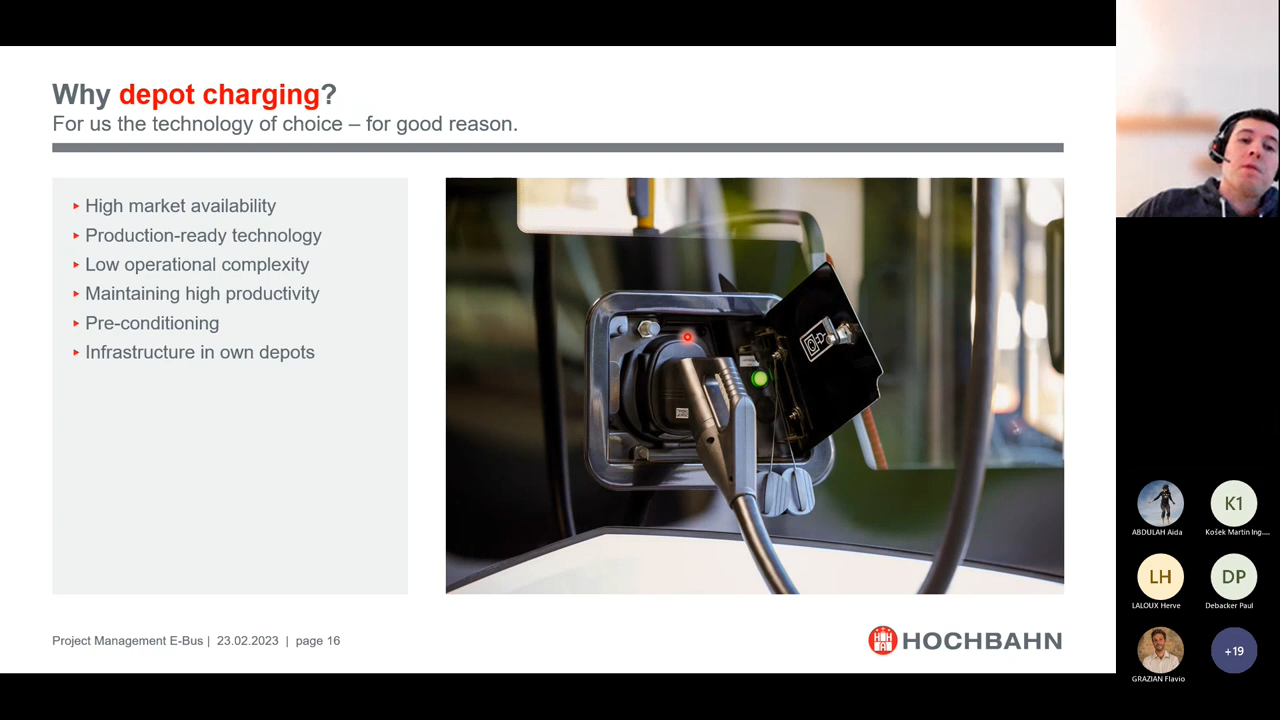 Why depot charging?
For us the technology of choice – for good reason.
High market availability
Production-ready technology
Low operational complexity
Maintaining high productivity
Pre-conditioning
Infrastructure in own depots
Project Management E-Bus | 23.02.2023 | page 16
HOCHBAHN
ABDULAH Aida
K1
Košek Martin Ing....
LH
LALOUX Herve
DP
Debacker Paul
GRAZIAN Flavio
+19